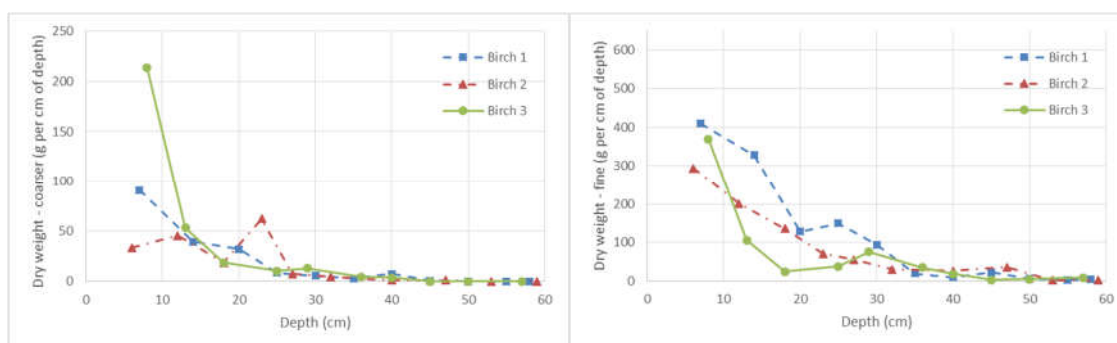 Dry weight - coarser (g per cm of depth)
250
200
150
100
50
0
0 10 20 30 40 50 60
Depth (cm)
Birch 1
Birch 2
Birch 3
Dry weight - fine (g per cm of depth)
600
500
400
300
200
100
0
0 10 20 30 40 50 60
Depth (cm)
Birch 1
Birch 2
Birch 3